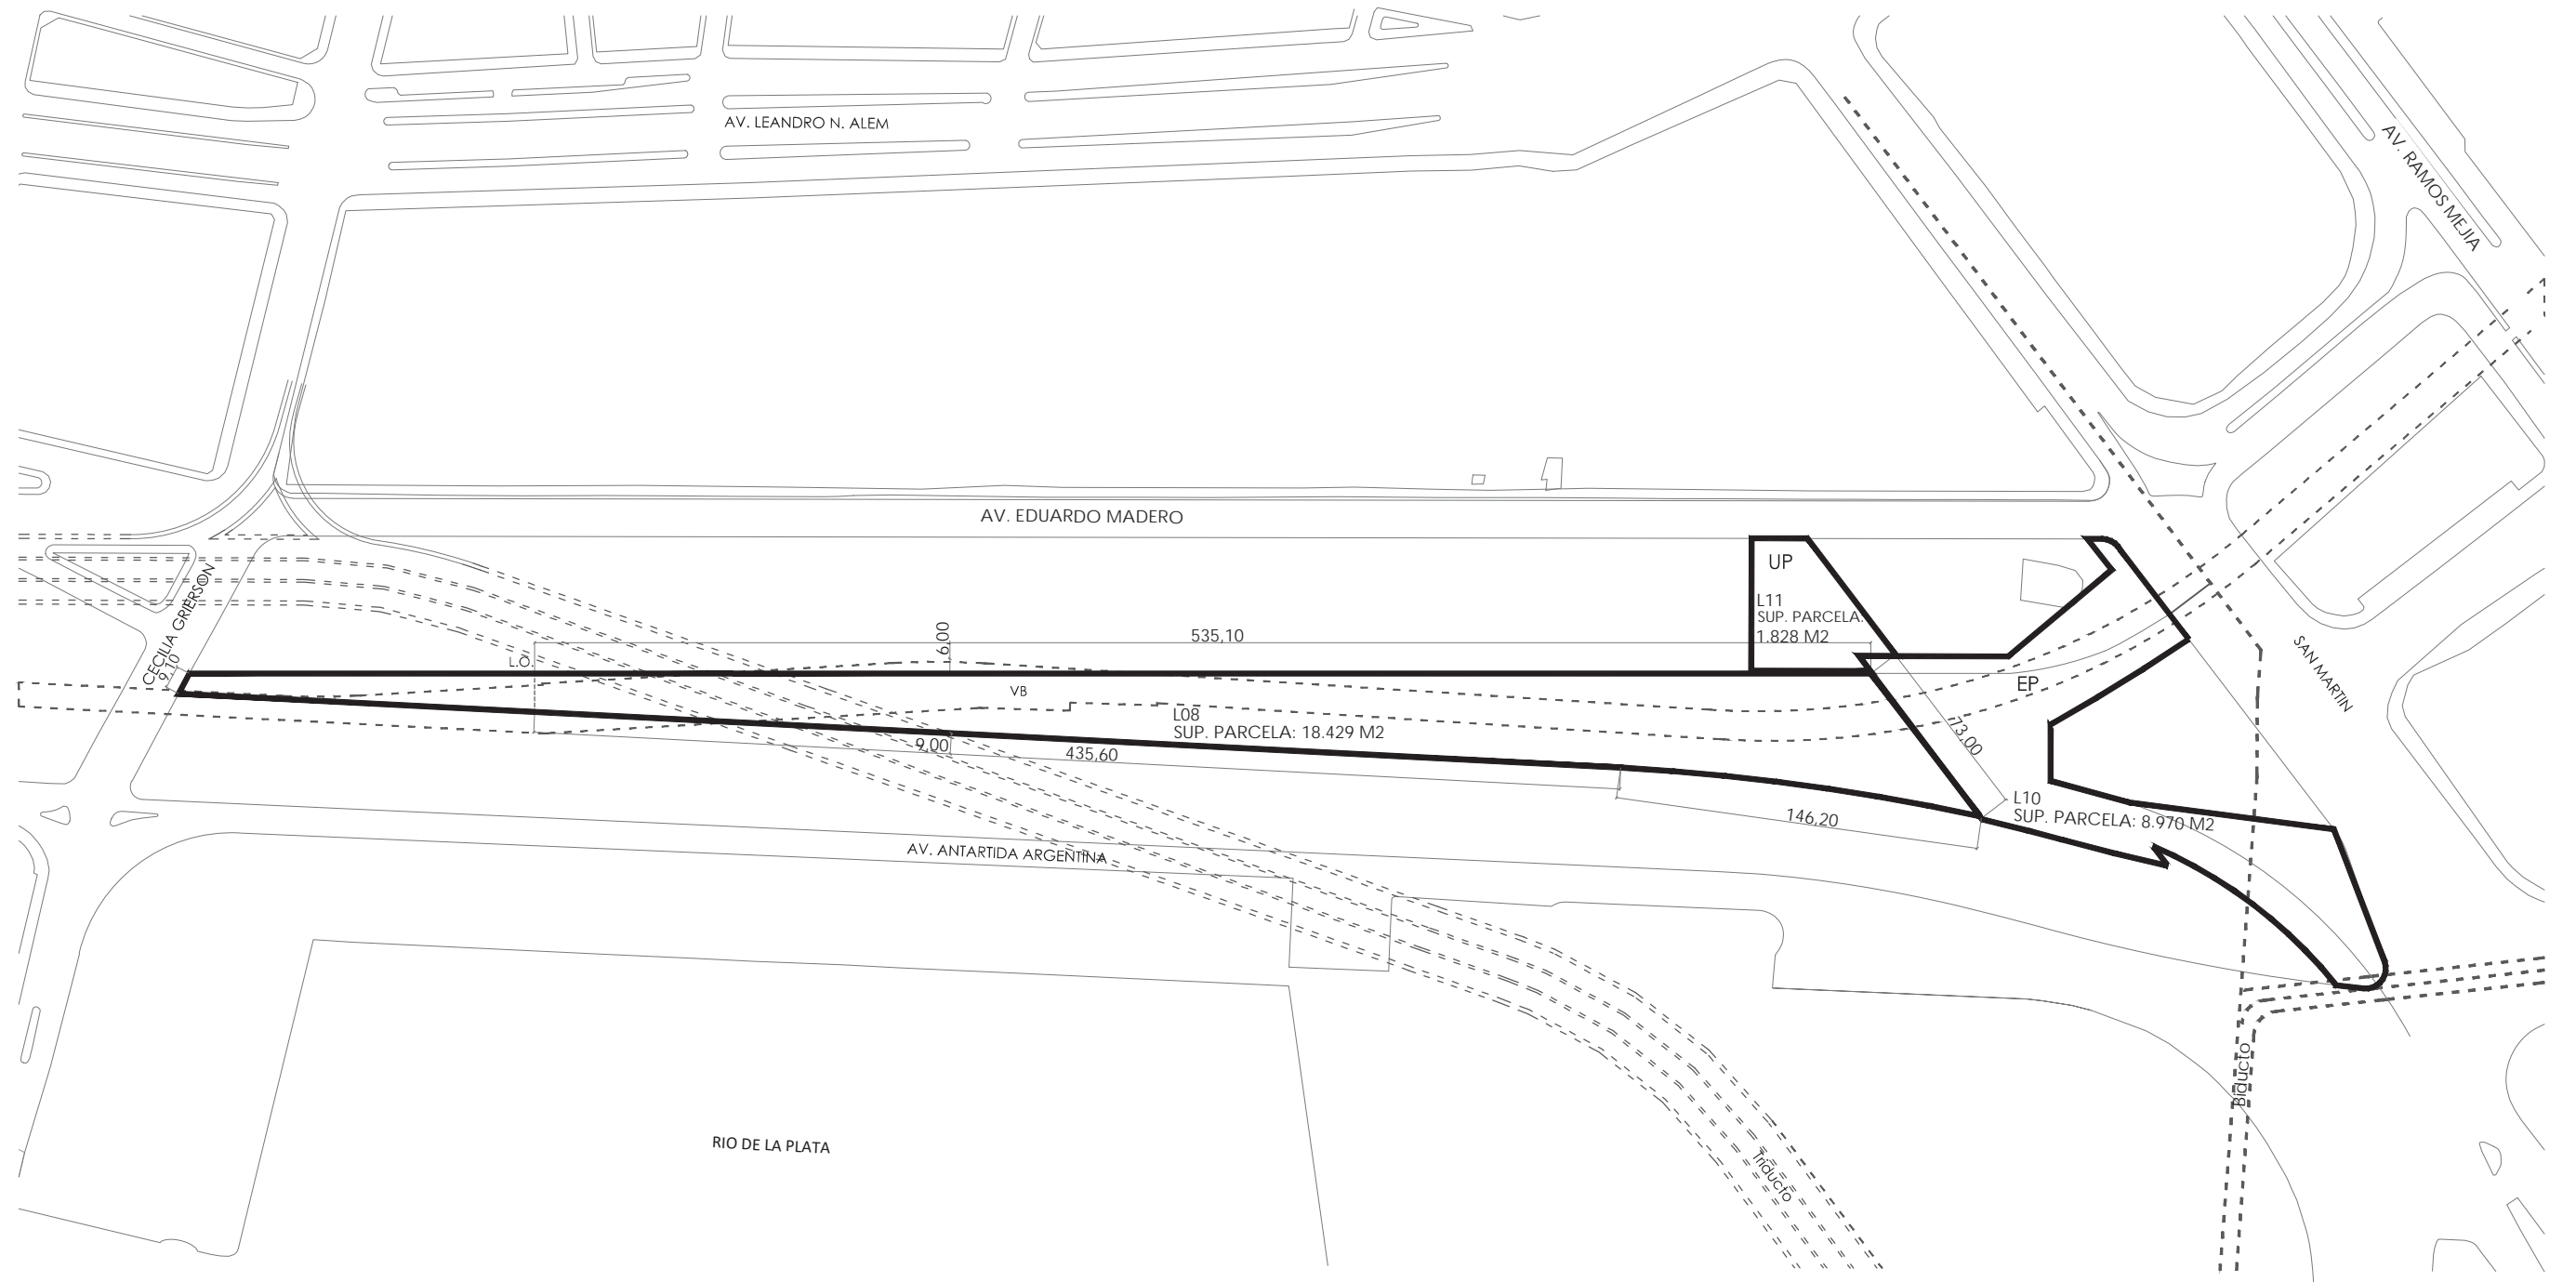 AV. LEANDRO N. ALEM
AV. RAMOS MEJIA
AV. EDUARDO MADERO
UP
L11
SUP. PARCELA:
1.828 M2
CECILIA GRIERSON
9,10
L.O.
6,00
535,10
VB
EP
SAN MARTIN
L08
SUP. PARCELA: 18.429 M2
9,00
435,60
73,00
146,20
L10
SUP. PARCELA: 8.970 M2
AV. ANTARTIDA ARGENTINA
RIO DE LA PLATA
Triducto
Biducto